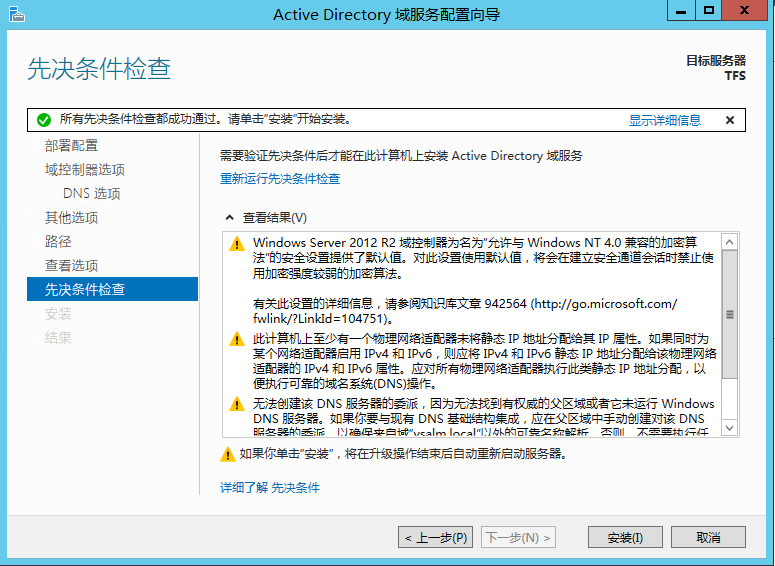 Active Directory 域服务配置向导
先决条件检查
目标服务器
TFS
所有先决条件检查都成功通过。请单击"安装"开始安装。
显示详细信息
部署配置
域控制器选项
DNS 选项
其他选项
路径
查看选项
先决条件检查
安装
结果
需要验证先决条件后才能在此计算机上安装 Active Directory 域服务
重新运行先决条件检查
查看结果(V)
Windows Server 2012 R2 域控制器为名为"允许与 Windows NT 4.0 兼容的加密算
法"的安全设置提供了默认值。对此设置使用默认值，将会在建立安全通道会话时禁止使
用加密强度较弱的加密算法。
有关此设置的详细信息，请参阅知识库文章 942564 (http://go.microsoft.com/
fwlink/?LinkId=104751)。
此计算机上至少有一个物理网络适配器未将静态 IP 地址分配给其 IP 属性。如果同时为
某个网络适配器启用 IPv4 和 IPv6，则应将 IPv4 和 IPv6 静态 IP 地址分配给该物理网络
适配器的 IPv4 和 IPv6 属性。应对所有物理网络适配器执行此类静态 IP 地址分配，以
便执行可靠的域名系统(DNS)操作。
无法创建该 DNS 服务器的委派，因为无法找到有权威的父区域或者它未运行 Windows
DNS 服务器。如果你要与现有 DNS 基础结构集成，应在父区域中手动创建对该 DNS
服务器的委派，以确保来自域"vsalm.local"以外的可靠名称解析。否则，不需要执行任
如果你单击"安装"，将在升级操作结束后自动重新启动服务器。
详细了解 先决条件
< 上一步(P)
下一步(N) >
安装(I)
取消